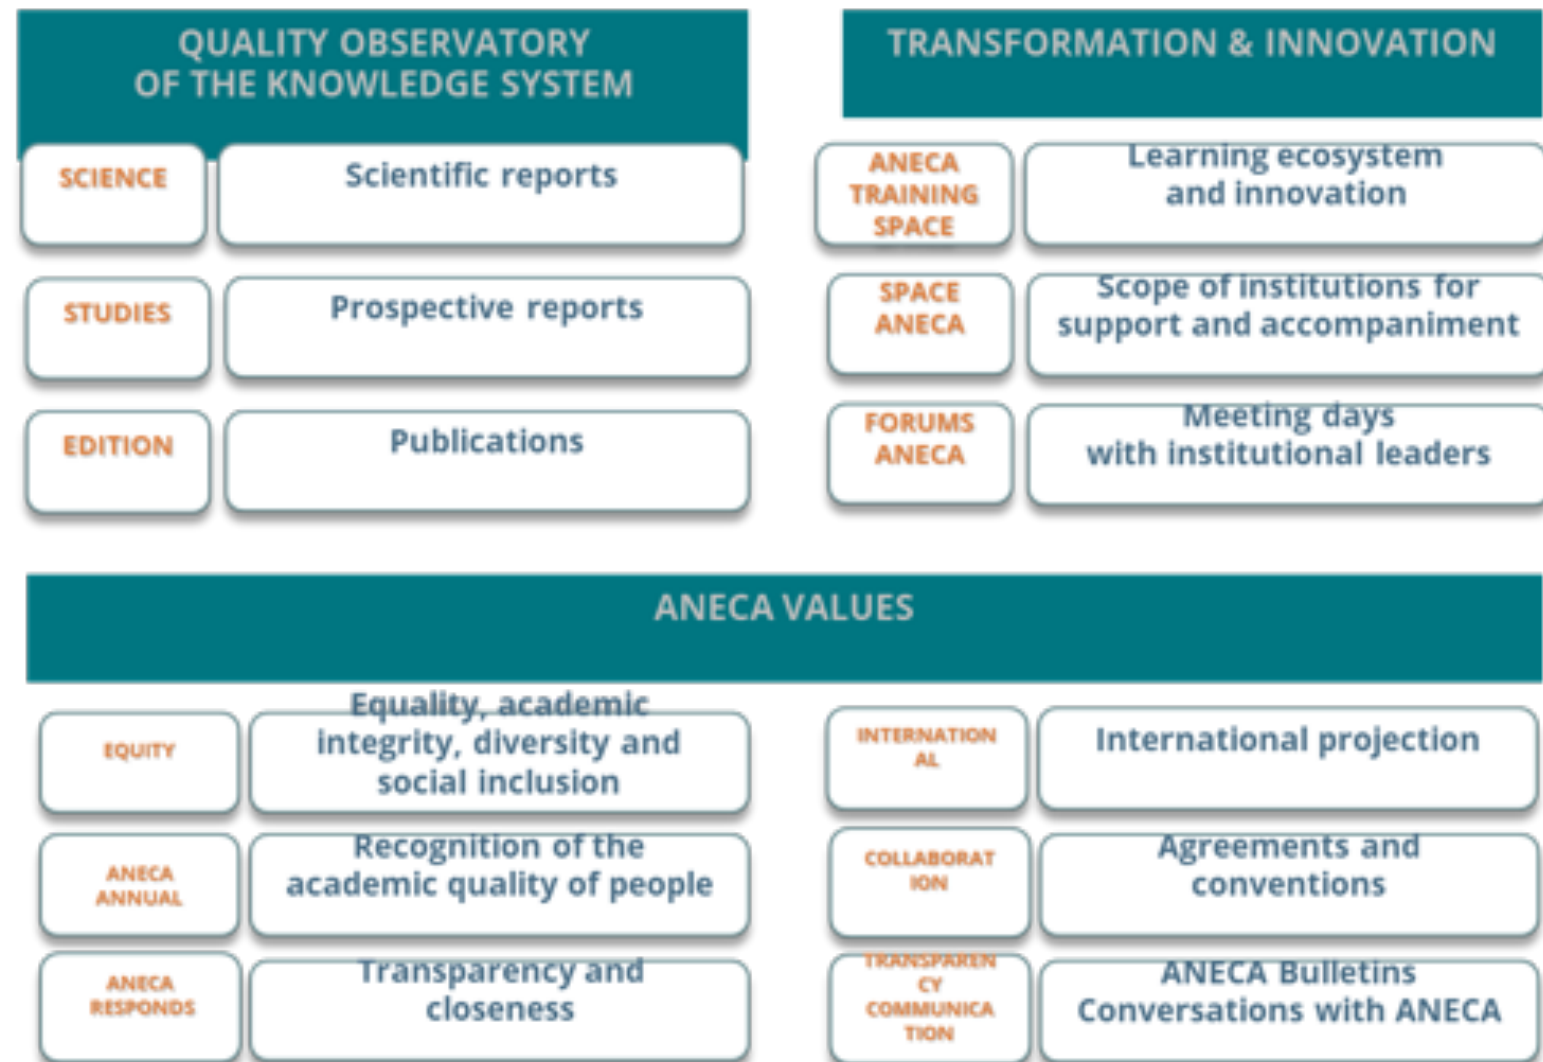 QUALITY OBSERVATORY
OF THE KNOWLEDGE SYSTEM
SCIENCE
Scientific reports
STUDIES
Prospective reports
EDITION
Publications
TRANSFORMATION & INNOVATION
ANECA
TRAINING
SPACE
Learning ecosystem
and innovation
SPACE
ANECA
Scope of institutions for
support and accompaniment
FORUMS
ANECA
Meeting days
with institutional leaders
ANECA VALUES
EQUITY
Equality, academic
integrity, diversity and
social inclusion
ANECA
ANNUAL
Recognition of the
academic quality of people
ANECA
RESPONDS
Transparency and
closeness
INTERNATION
AL
International projection
COLLABORAT
ION
Agreements and
conventions
TRANSPAREN
CY
COMMUNICA
TION
ANECA Bulletins
Conversations with ANECA